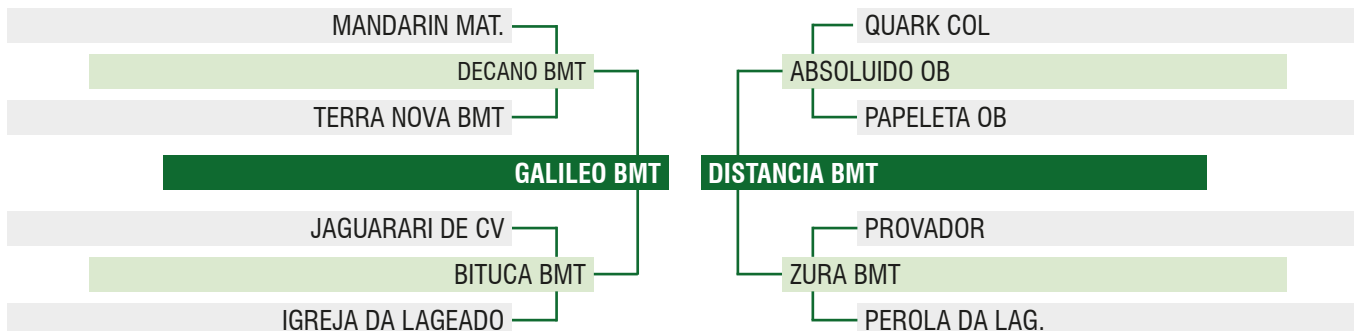 MANDARIN MAT.
QUARK COL
DECANO BMT
ABSOLUIDO OB
TERRA NOVA BMT
PAPELETA OB
GALILEO BMT
DISTANCIA BMT
JAGUARARI DE CV
PROVADOR
BITUCA BMT
ZURA BMT
IGREJA DA LAGEADO
PEROLA DA LAG.